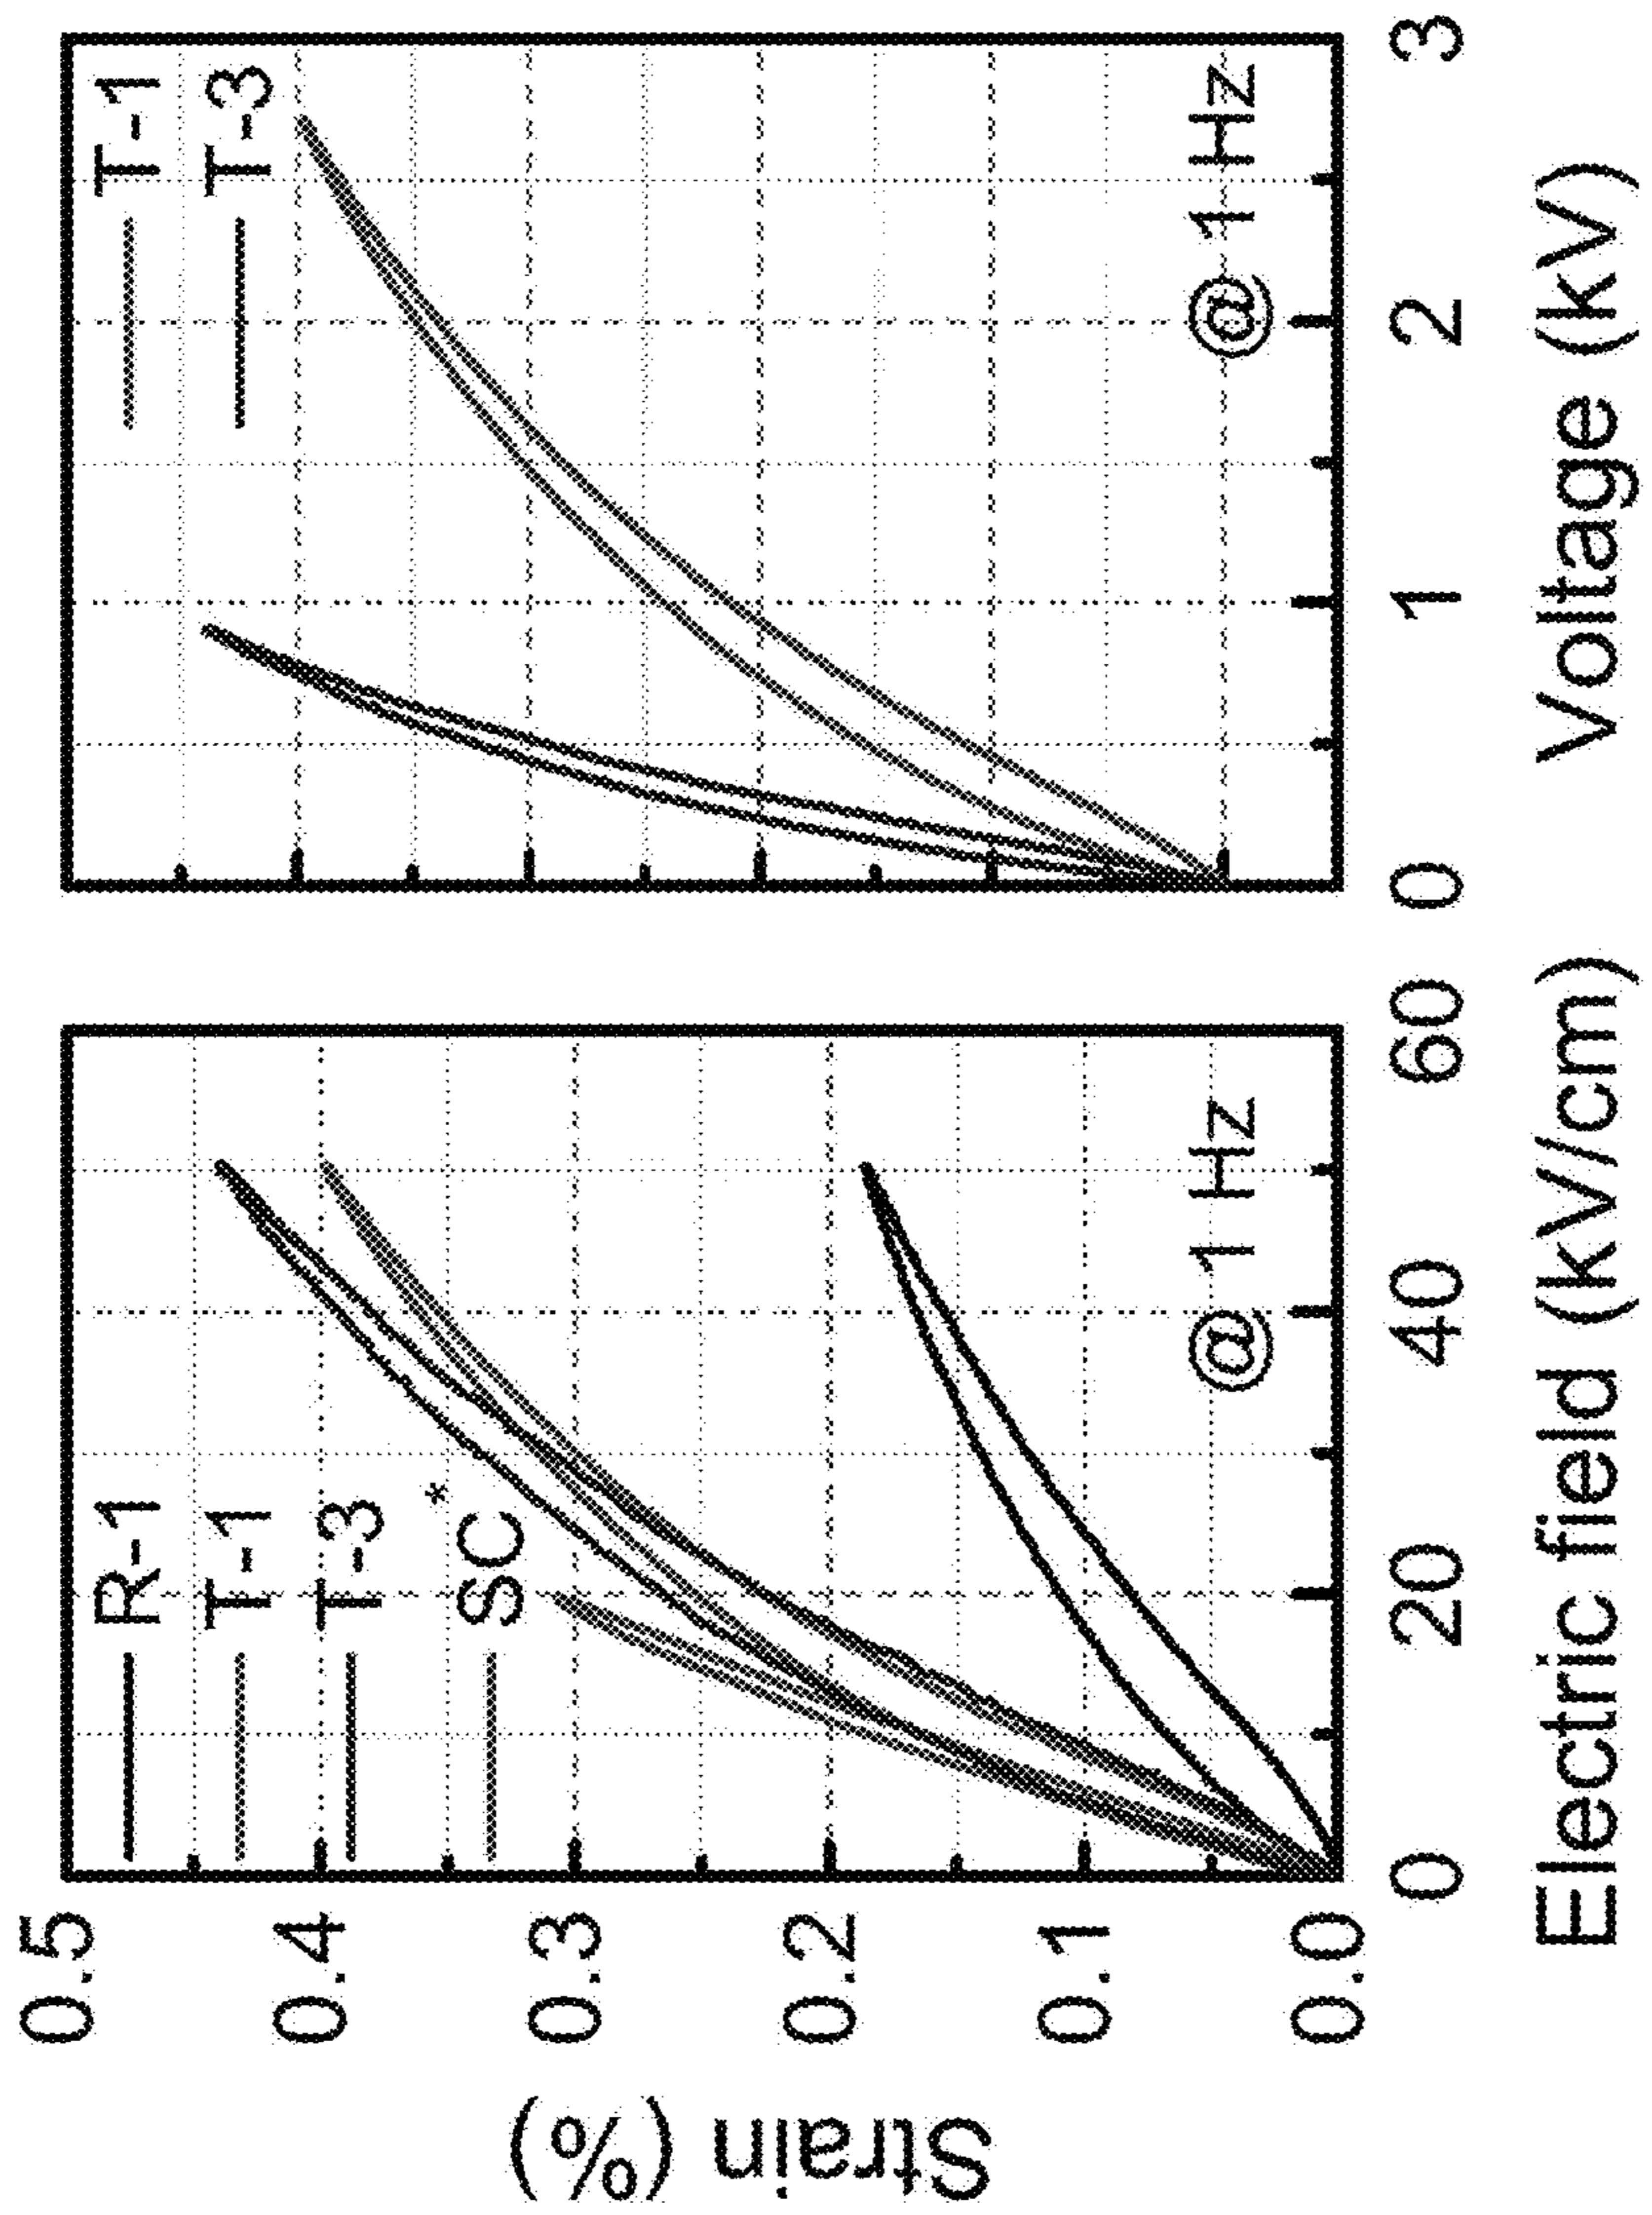 Strain (%)
0.5
0.4
0.3
0.2
0.1
0.0
R-1
T-1
T-3
SC*
@ 1 Hz
0
20
40
60
Electric field (kV/cm)
T-1
T-3
@ 1 Hz
0
1
2
3
Voltage (kV)